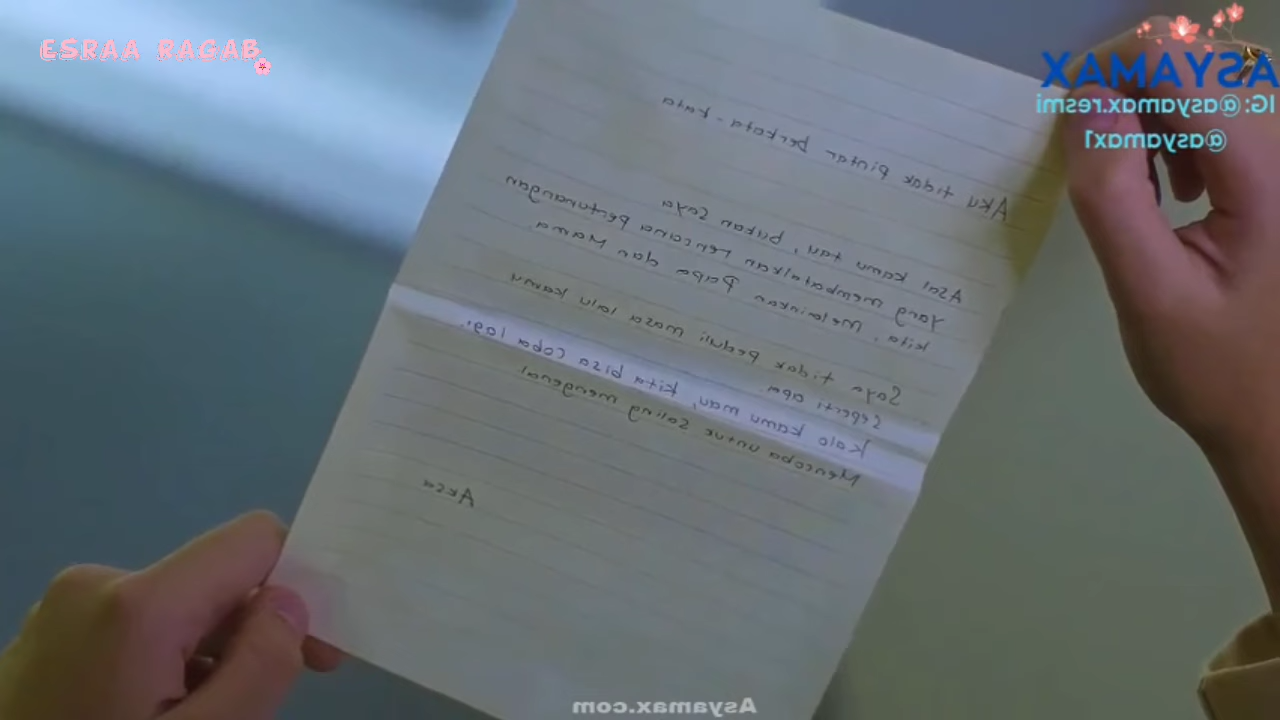 ESRAA RAGAB
ASYAMAX
IG:@asyamax.resmi
@asyamax1
Aku tidak pintar berkata - kata
Asal kamu tau, bukan Saya
yang membatalkan rencana pertunangan
kita, Melainkan Papa dan Mama
Saya tidak peduli masa lalu kamu
Seperti apa
Kalo kamu mau, kita bisa coba lagi.
Mencoba untuk Saling mengenal
Aksa
Asyamax.com